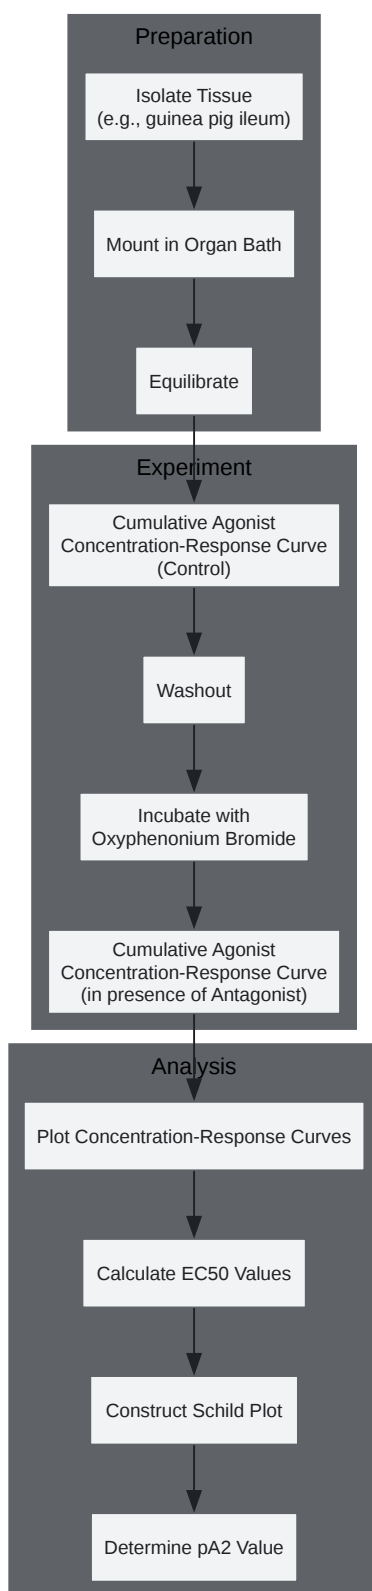 Preparation
Isolate Tissue
(e.g., guinea pig ileum)
Mount in Organ Bath
Equilibrate
Experiment
Cumulative Agonist
Concentration-Response Curve
(Control)
Washout
Incubate with
Oxyphenonium Bromide
Cumulative Agonist
Concentration-Response Curve
(in presence of Antagonist)
Analysis
Plot Concentration-Response Curves
Calculate EC50 Values
Construct Schild Plot
Determine pA2 Value